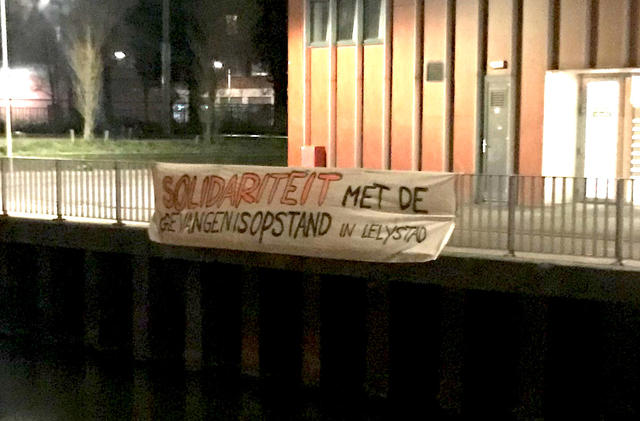 SOLIDARITEIT MET DE
GEVANGENISOPSTAND IN LELYSTAD